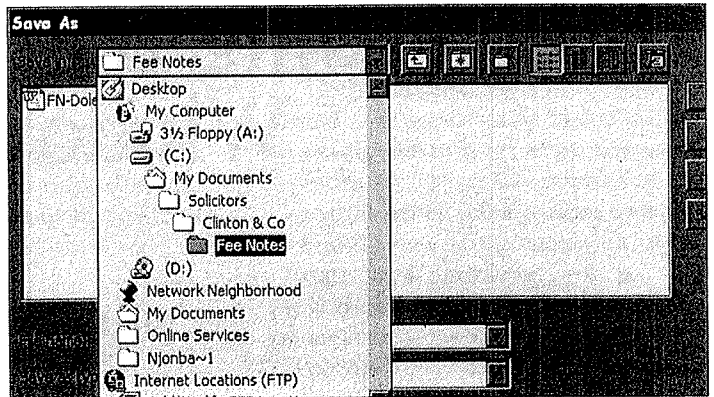 Save As
Fee Notes
FN-Dole
Desktop
My Computer
3½ Floppy (A:)
(C:)
My Documents
Solicitors
Clinton & Co
Fee Notes
(D:)
Network Neighborhood
My Documents
Online Services
Njonba~1
Internet Locations (FTP)